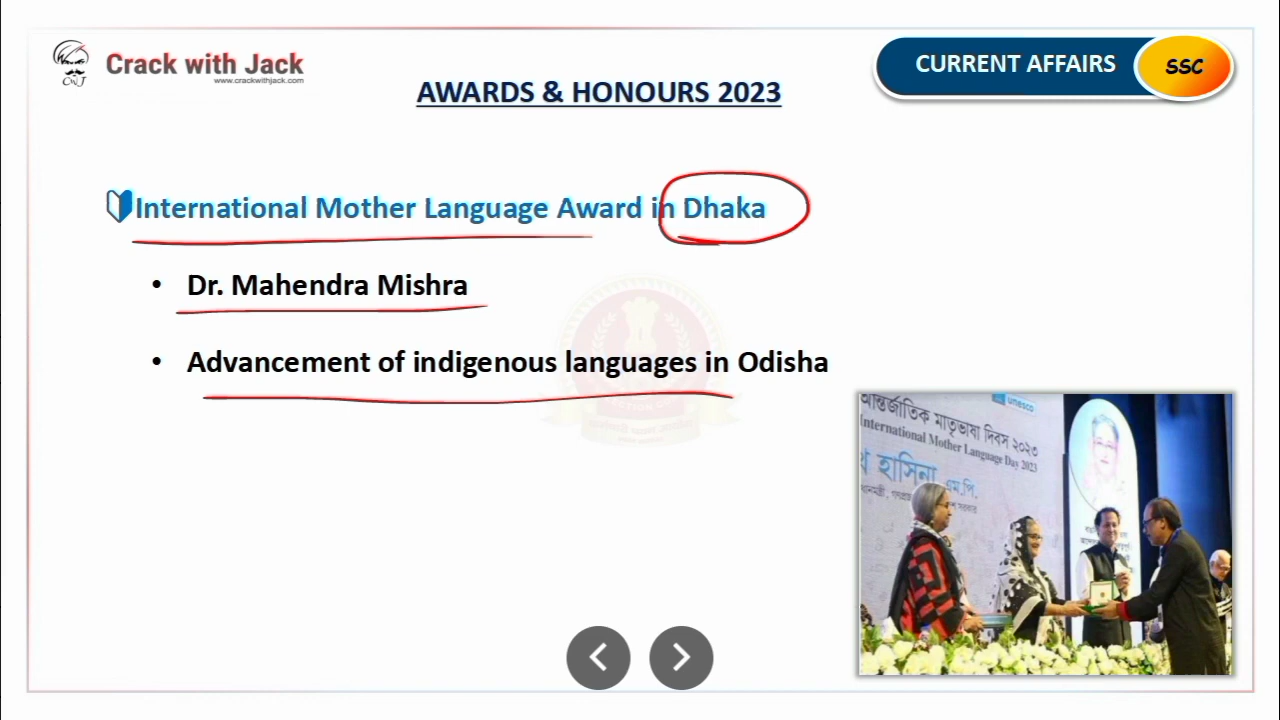 Crack with Jack
www.crackwithjack.com
CWJ
CURRENT AFFAIRS
SSC
AWARDS & HONOURS 2023
International Mother Language Award in Dhaka
• Dr. Mahendra Mishra
• Advancement of indigenous languages in Odisha
unesco
আন্তর্জাতিক মাতৃভাষা দিবস ২০২৩
International Mother Language Day 2023
হাসিনা এম.পি.